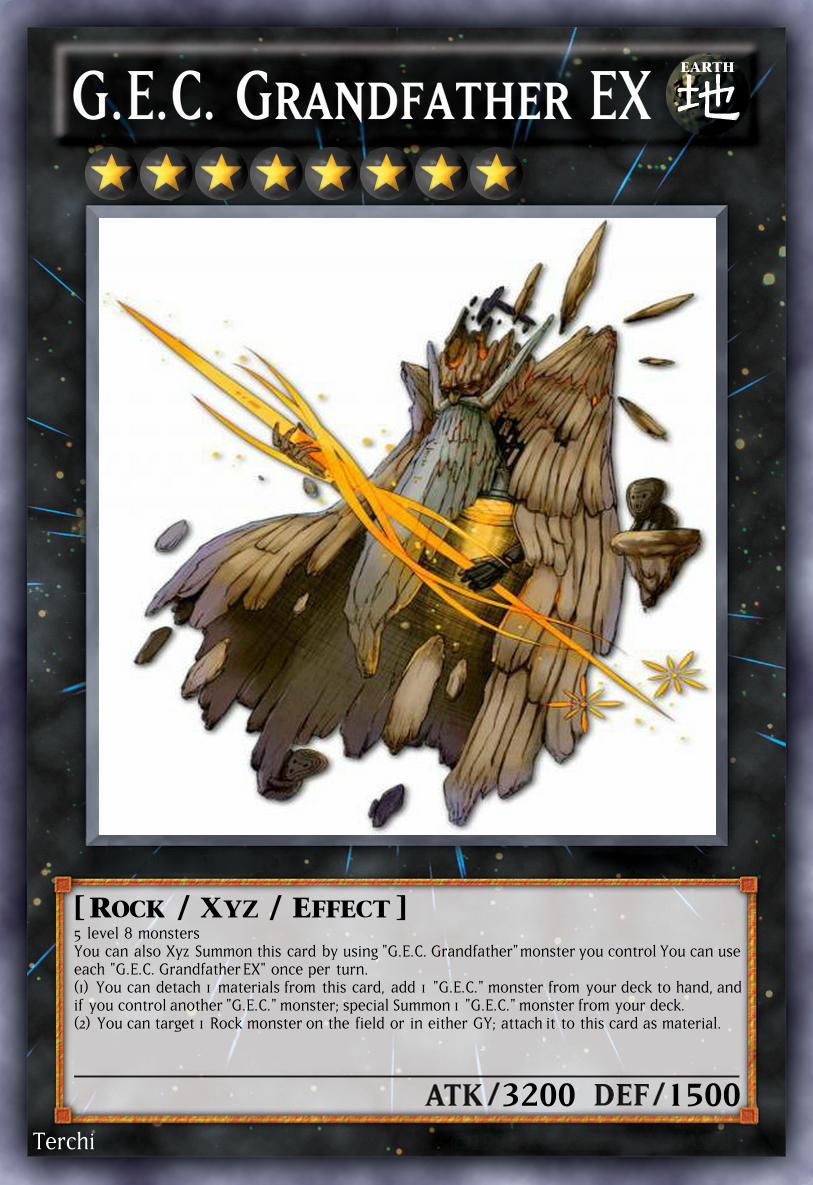 G.E.C. Grandfather EX
EARTH
地
[ Rock / Xyz / Effect ]
5 level 8 monsters
You can also Xyz Summon this card by using "G.E.C. Grandfather" monster you control You can use
each "G.E.C. Grandfather EX" once per turn.
(1) You can detach 1 materials from this card, add 1 "G.E.C." monster from your deck to hand, and
if you control another "G.E.C." monster; special Summon 1 "G.E.C." monster from your deck.
(2) You can target 1 Rock monster on the field or in either GY; attach it to this card as material.
ATK/3200 DEF/1500
Terchi